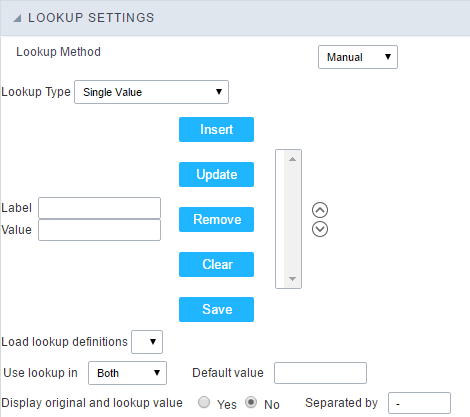 LOOKUP SETTINGS
Lookup Method Manual
Lookup Type Single Value
Insert
Update
Label
Remove
Value
Clear
Save
Load lookup definitions
Use lookup in Both Default value
Display original and lookup value Yes No Separated by -